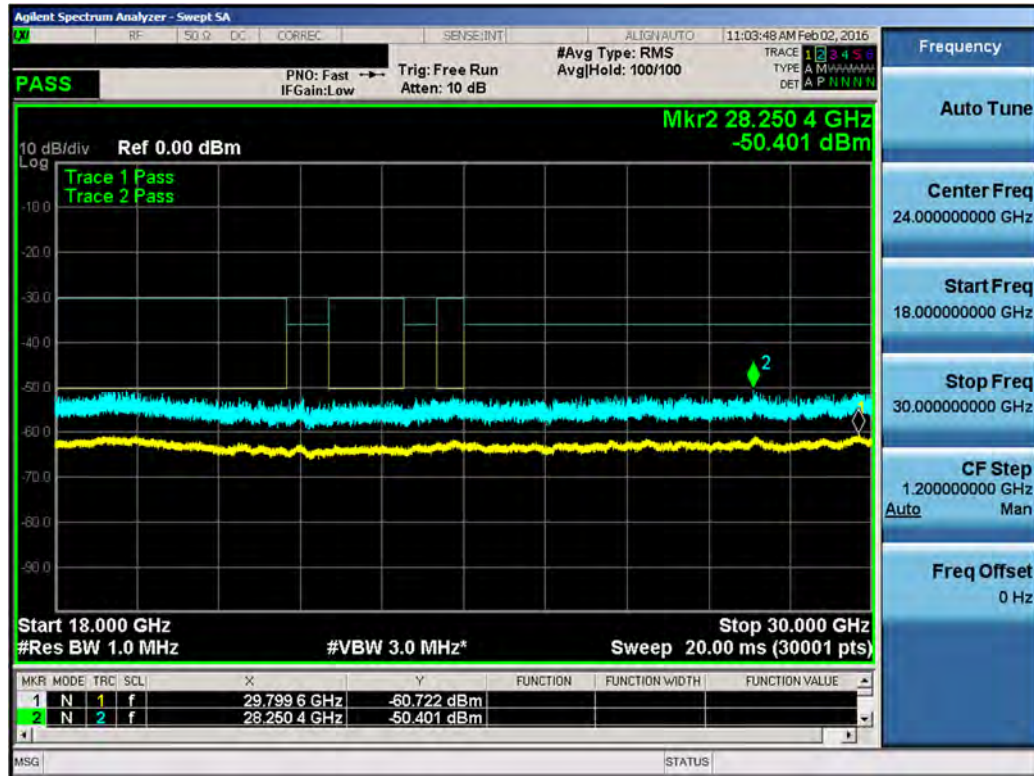 Agilent Spectrum Analyzer - Swept SA
LXI RF 50 Ω DC CORREC SENSE:INT ALIGNAUTO 11:03:48 AM Feb 02, 2016
PASS
PNO: Fast
IFGain:Low
Trig: Free Run
Atten: 10 dB
#Avg Type: RMS
Avg|Hold: 100/100
TRACE 1 2 3 4 5 6
TYPE A M W W W W
DET A P N N N N
Mkr2 28.250 4 GHz
-50.401 dBm
10 dB/div Ref 0.00 dBm
Log
Trace 1 Pass
Trace 2 Pass
-10.0
-20.0
-30.0
-40.0
-50.0
-60.0
-70.0
-80.0
-90.0
2
1
Start 18.000 GHz Stop 30.000 GHz
#Res BW 1.0 MHz #VBW 3.0 MHz* Sweep 20.00 ms (30001 pts)
MKR MODE TRC SCL X Y FUNCTION FUNCTION WIDTH FUNCTION VALUE
1 N 1 f 29.799 6 GHz -60.722 dBm
2 N 2 f 28.250 4 GHz -50.401 dBm
MSG STATUS
Frequency
Auto Tune
Center Freq
24.000000000 GHz
Start Freq
18.000000000 GHz
Stop Freq
30.000000000 GHz
CF Step
1.200000000 GHz
Auto Man
Freq Offset
0 Hz